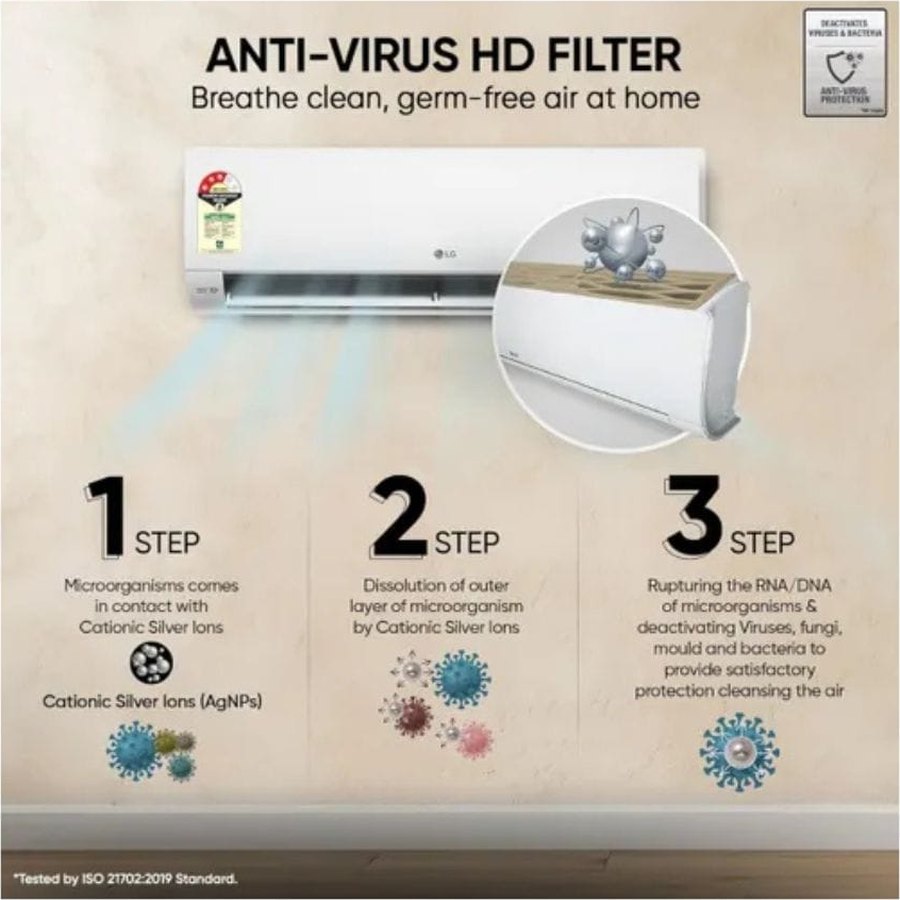 DEACTIVATES
VIRUSES & BACTERIA
ANTI-VIRUS
PROTECTION
ANTI-VIRUS HD FILTER
Breathe clean, germ-free air at home
LG
1 STEP
Microorganisms comes
in contact with
Cationic Silver Ions
Cationic Silver Ions (AgNPs)
2 STEP
Dissolution of outer
layer of microorganism
by Cationic Silver Ions
3 STEP
Rupturing the RNA/DNA
of microorganisms &
deactivating Viruses, fungi,
mould and bacteria to
provide satisfactory
protection cleansing the air
*Tested by ISO 21702:2019 Standard.